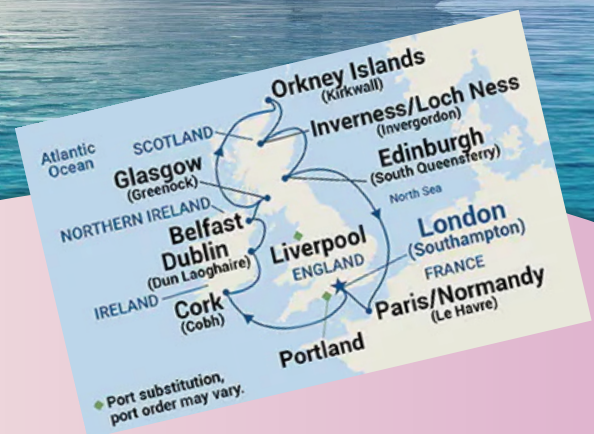 Orkney Islands
(Kirkwall)
Inverness/Loch Ness
(Invergordon)
Edinburgh
(South Queensferry)
Atlantic
Ocean
SCOTLAND
Glasgow
(Greenock)
North Sea
NORTHERN IRELAND
Belfast
Dublin
(Dun Laoghaire)
Liverpool
ENGLAND
London
(Southampton)
FRANCE
IRELAND
Cork
(Cobh)
Paris/Normandy
(Le Havre)
Portland
Port substitution,
port order may vary.